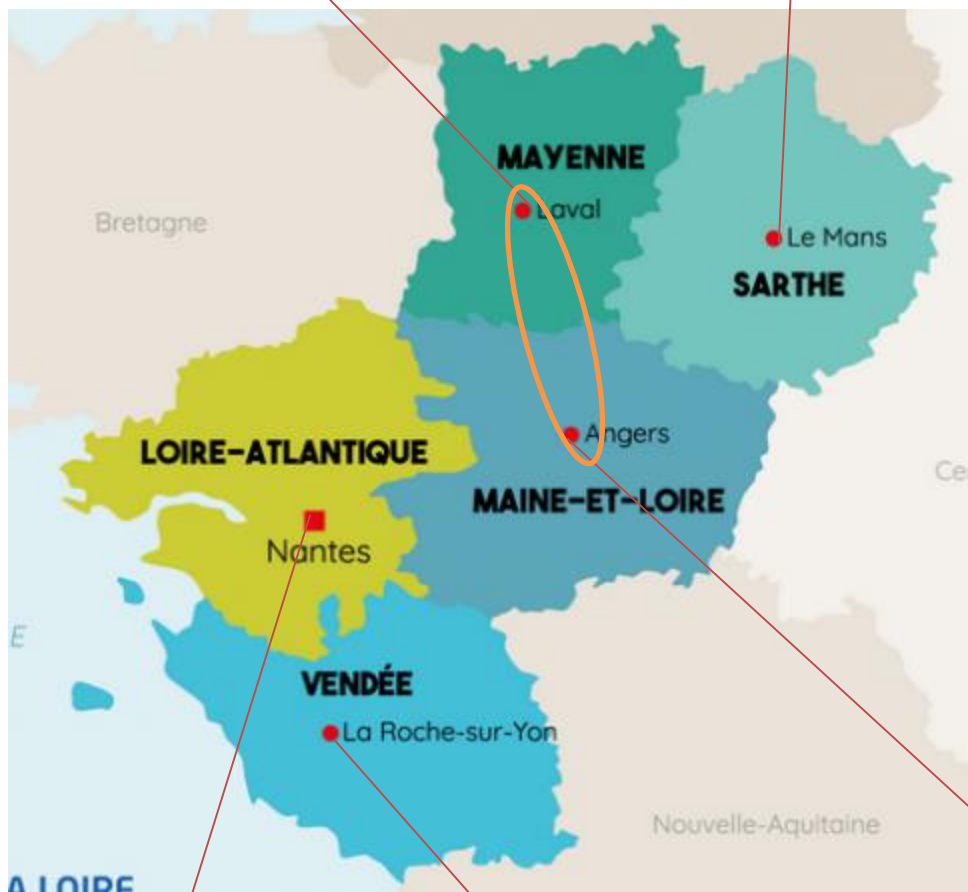 MAYENNE
Bretagne
Laval
Le Mans
SARTHE
LOIRE-ATLANTIQUE
Angers
MAINE-ET-LOIRE
Nantes
E
VENDÉE
La Roche-sur-Yon
Nouvelle-Aquitaine
A LOIRE